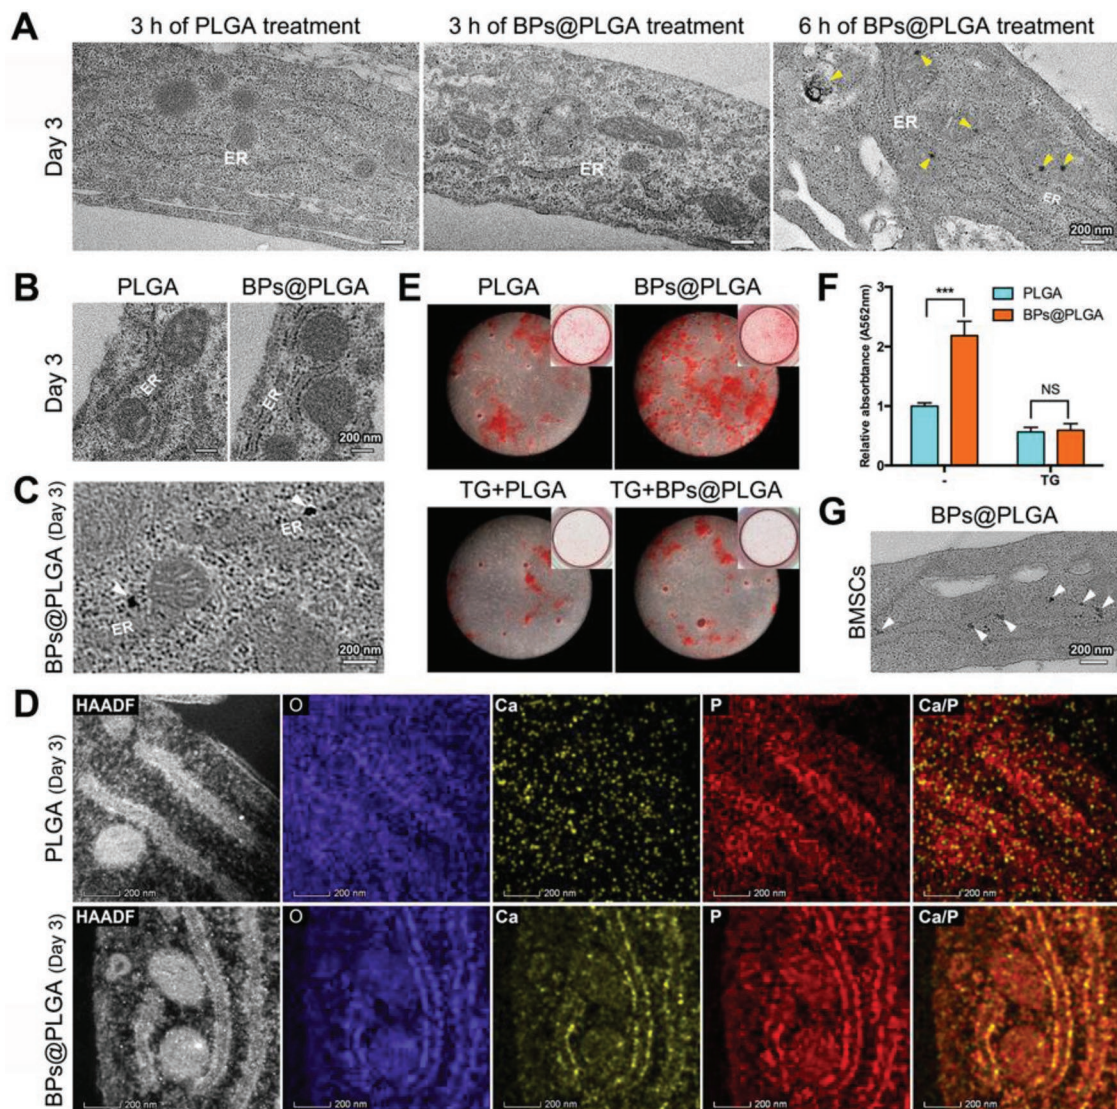 A
3 h of PLGA treatment
3 h of BPs@PLGA treatment
6 h of BPs@PLGA treatment
Day 3
ER
ER
ER
ER
200 nm
B
PLGA
BPs@PLGA
Day 3
ER
ER
200 nm
C
BPs@PLGA (Day 3)
ER
ER
200 nm
E
PLGA
BPs@PLGA
TG+PLGA
TG+BPs@PLGA
F
Relative absorbtance (A562nm)
3
2
1
0
***
NS
PLGA
BPs@PLGA
-
TG
G
BPs@PLGA
BMSCs
200 nm
D
PLGA (Day 3)
HAADF
O
Ca
P
Ca/P
200 nm
200 nm
200 nm
200 nm
200 nm
BPs@PLGA (Day 3)
HAADF
O
Ca
P
Ca/P
200 nm
200 nm
200 nm
200 nm
200 nm